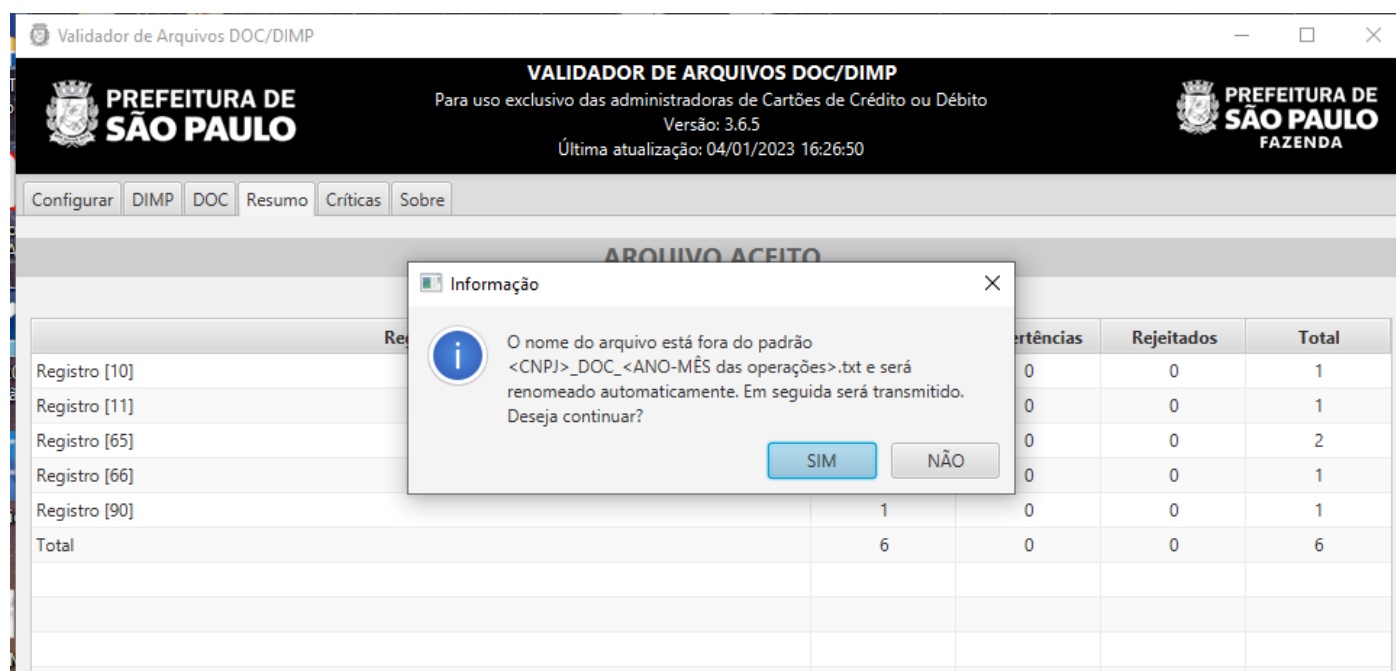 Validador de Arquivos DOC/DIMP
PREFEITURA DE
SÃO PAULO
VALIDADOR DE ARQUIVOS DOC/DIMP
Para uso exclusivo das administradoras de Cartões de Crédito ou Débito
Versão: 3.6.5
Última atualização: 04/01/2023 16:26:50
PREFEITURA DE
SÃO PAULO
FAZENDA
Configurar DIMP DOC Resumo Críticas Sobre
ARQUIVO ACEITO
Informação
O nome do arquivo está fora do padrão
<CNPJ>_DOC_<ANO-MÊS das operações>.txt e será
renomeado automaticamente. Em seguida será transmitido.
Deseja continuar?
SIM NÃO
Rejeitados Total
Registro [10] 0 0 1
Registro [11] 0 0 1
Registro [65] 0 0 2
Registro [66] 0 0 1
Registro [90] 1 0 0 1
Total 6 0 0 6